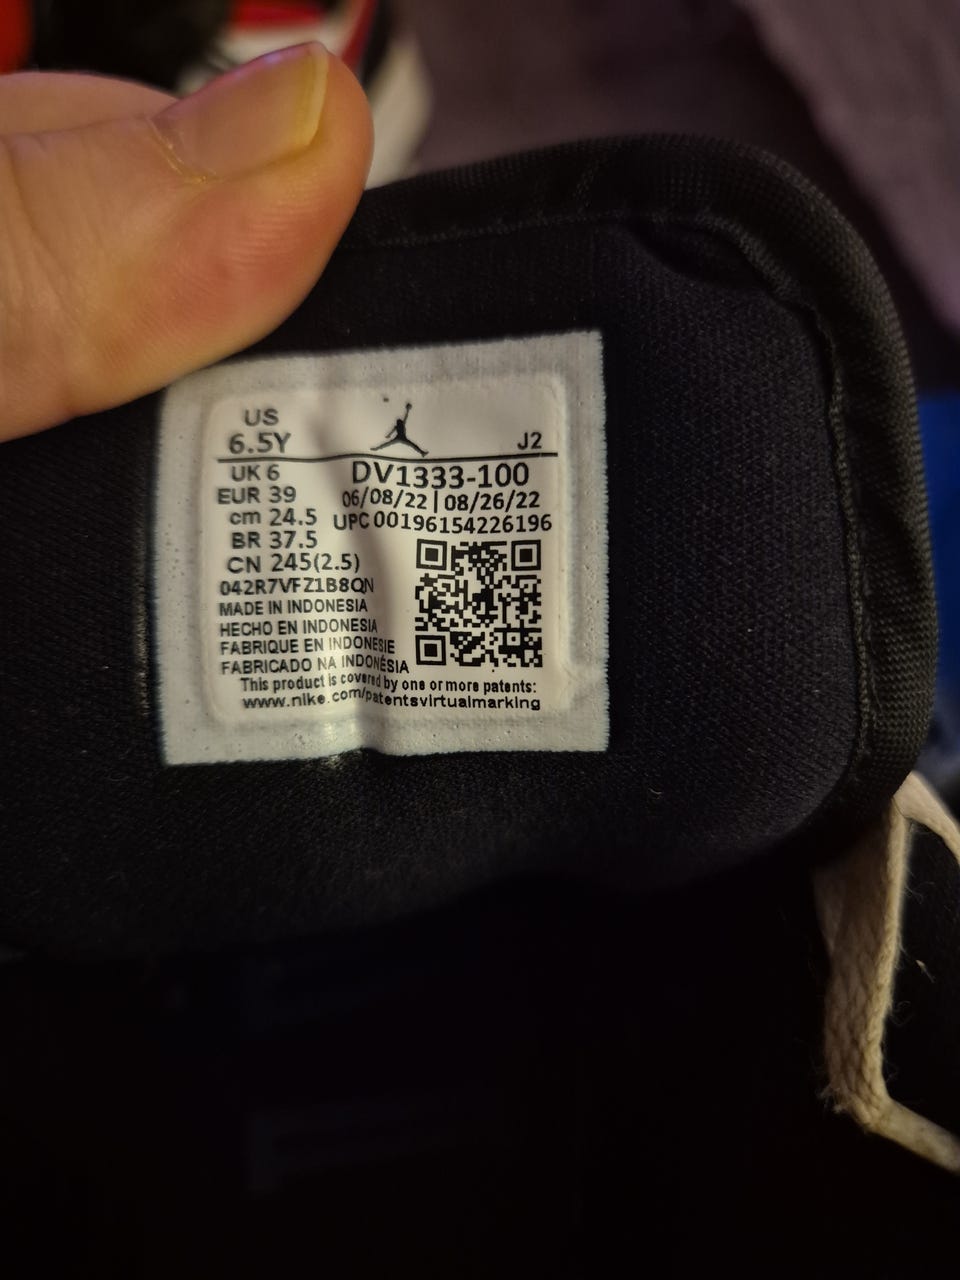 US
6.5Y J2
UK 6 DV1333-100
EUR 39 06/08/22 | 08/26/22
cm 24.5 UPC 00196154226196
BR 37.5
CN 245(2.5)
042R7VFZ1B8QN
MADE IN INDONESIA
HECHO EN INDONESIA
FABRIQUE EN INDONESIE
FABRICADO NA INDONÉSIA
This product is covered by one or more patents:
www.nike.com/patentsvirtualmarking